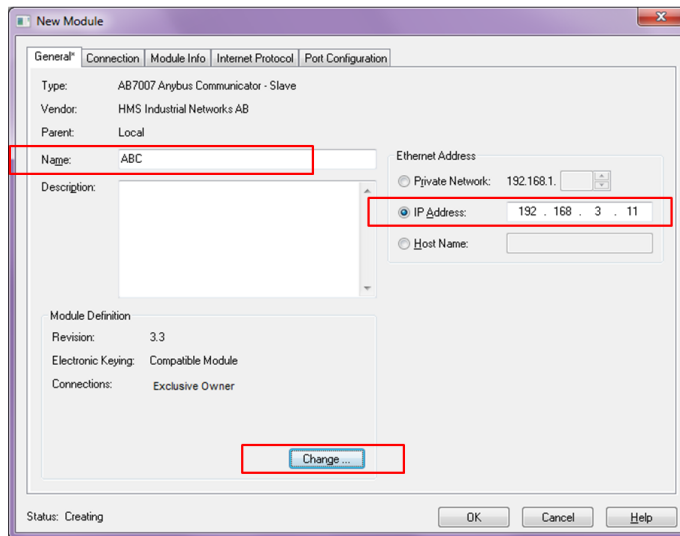 New Module
General* Connection Module Info Internet Protocol Port Configuration
Type: AB7007 Anybus Communicator - Slave
Vendor: HMS Industrial Networks AB
Parent: Local
Name: ABC
Description:
Ethernet Address
Private Network: 192.168.1.
IP Address: 192 . 168 . 3 . 11
Host Name:
Module Definition
Revision: 3.3
Electronic Keying: Compatible Module
Connections: Exclusive Owner
Change ...
Status: Creating
OK Cancel Help